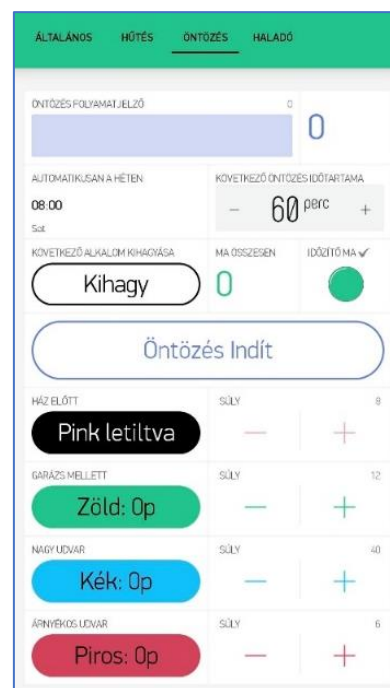 ÁLTALÁNOS HŰTÉS ÖNTÖZÉS HALADÓ
ÖNTÖZÉS FOLYAMATJELZŐ 0
0
AUTOMATIKUSAN A HÉTEN KÖVETKEZŐ ÖNTÖZÉS IDŐTARTAMA
08:00
Sat
− 60 perc +
KÖVETKEZŐ ALKALOM KIHAGYÁSA MA ÖSSZESEN IDŐZÍTŐ MA ✓
Kihagy 0
Öntözés Indít
HÁZ ELŐTT SÚLY 8
Pink letiltva — +
GARÁZS MELLETT SÚLY 12
Zöld: 0p — +
NAGY UDVAR SÚLY 40
Kék: 0p — +
ÁRNYÉKOS UDVAR SÚLY 6
Piros: 0p — +